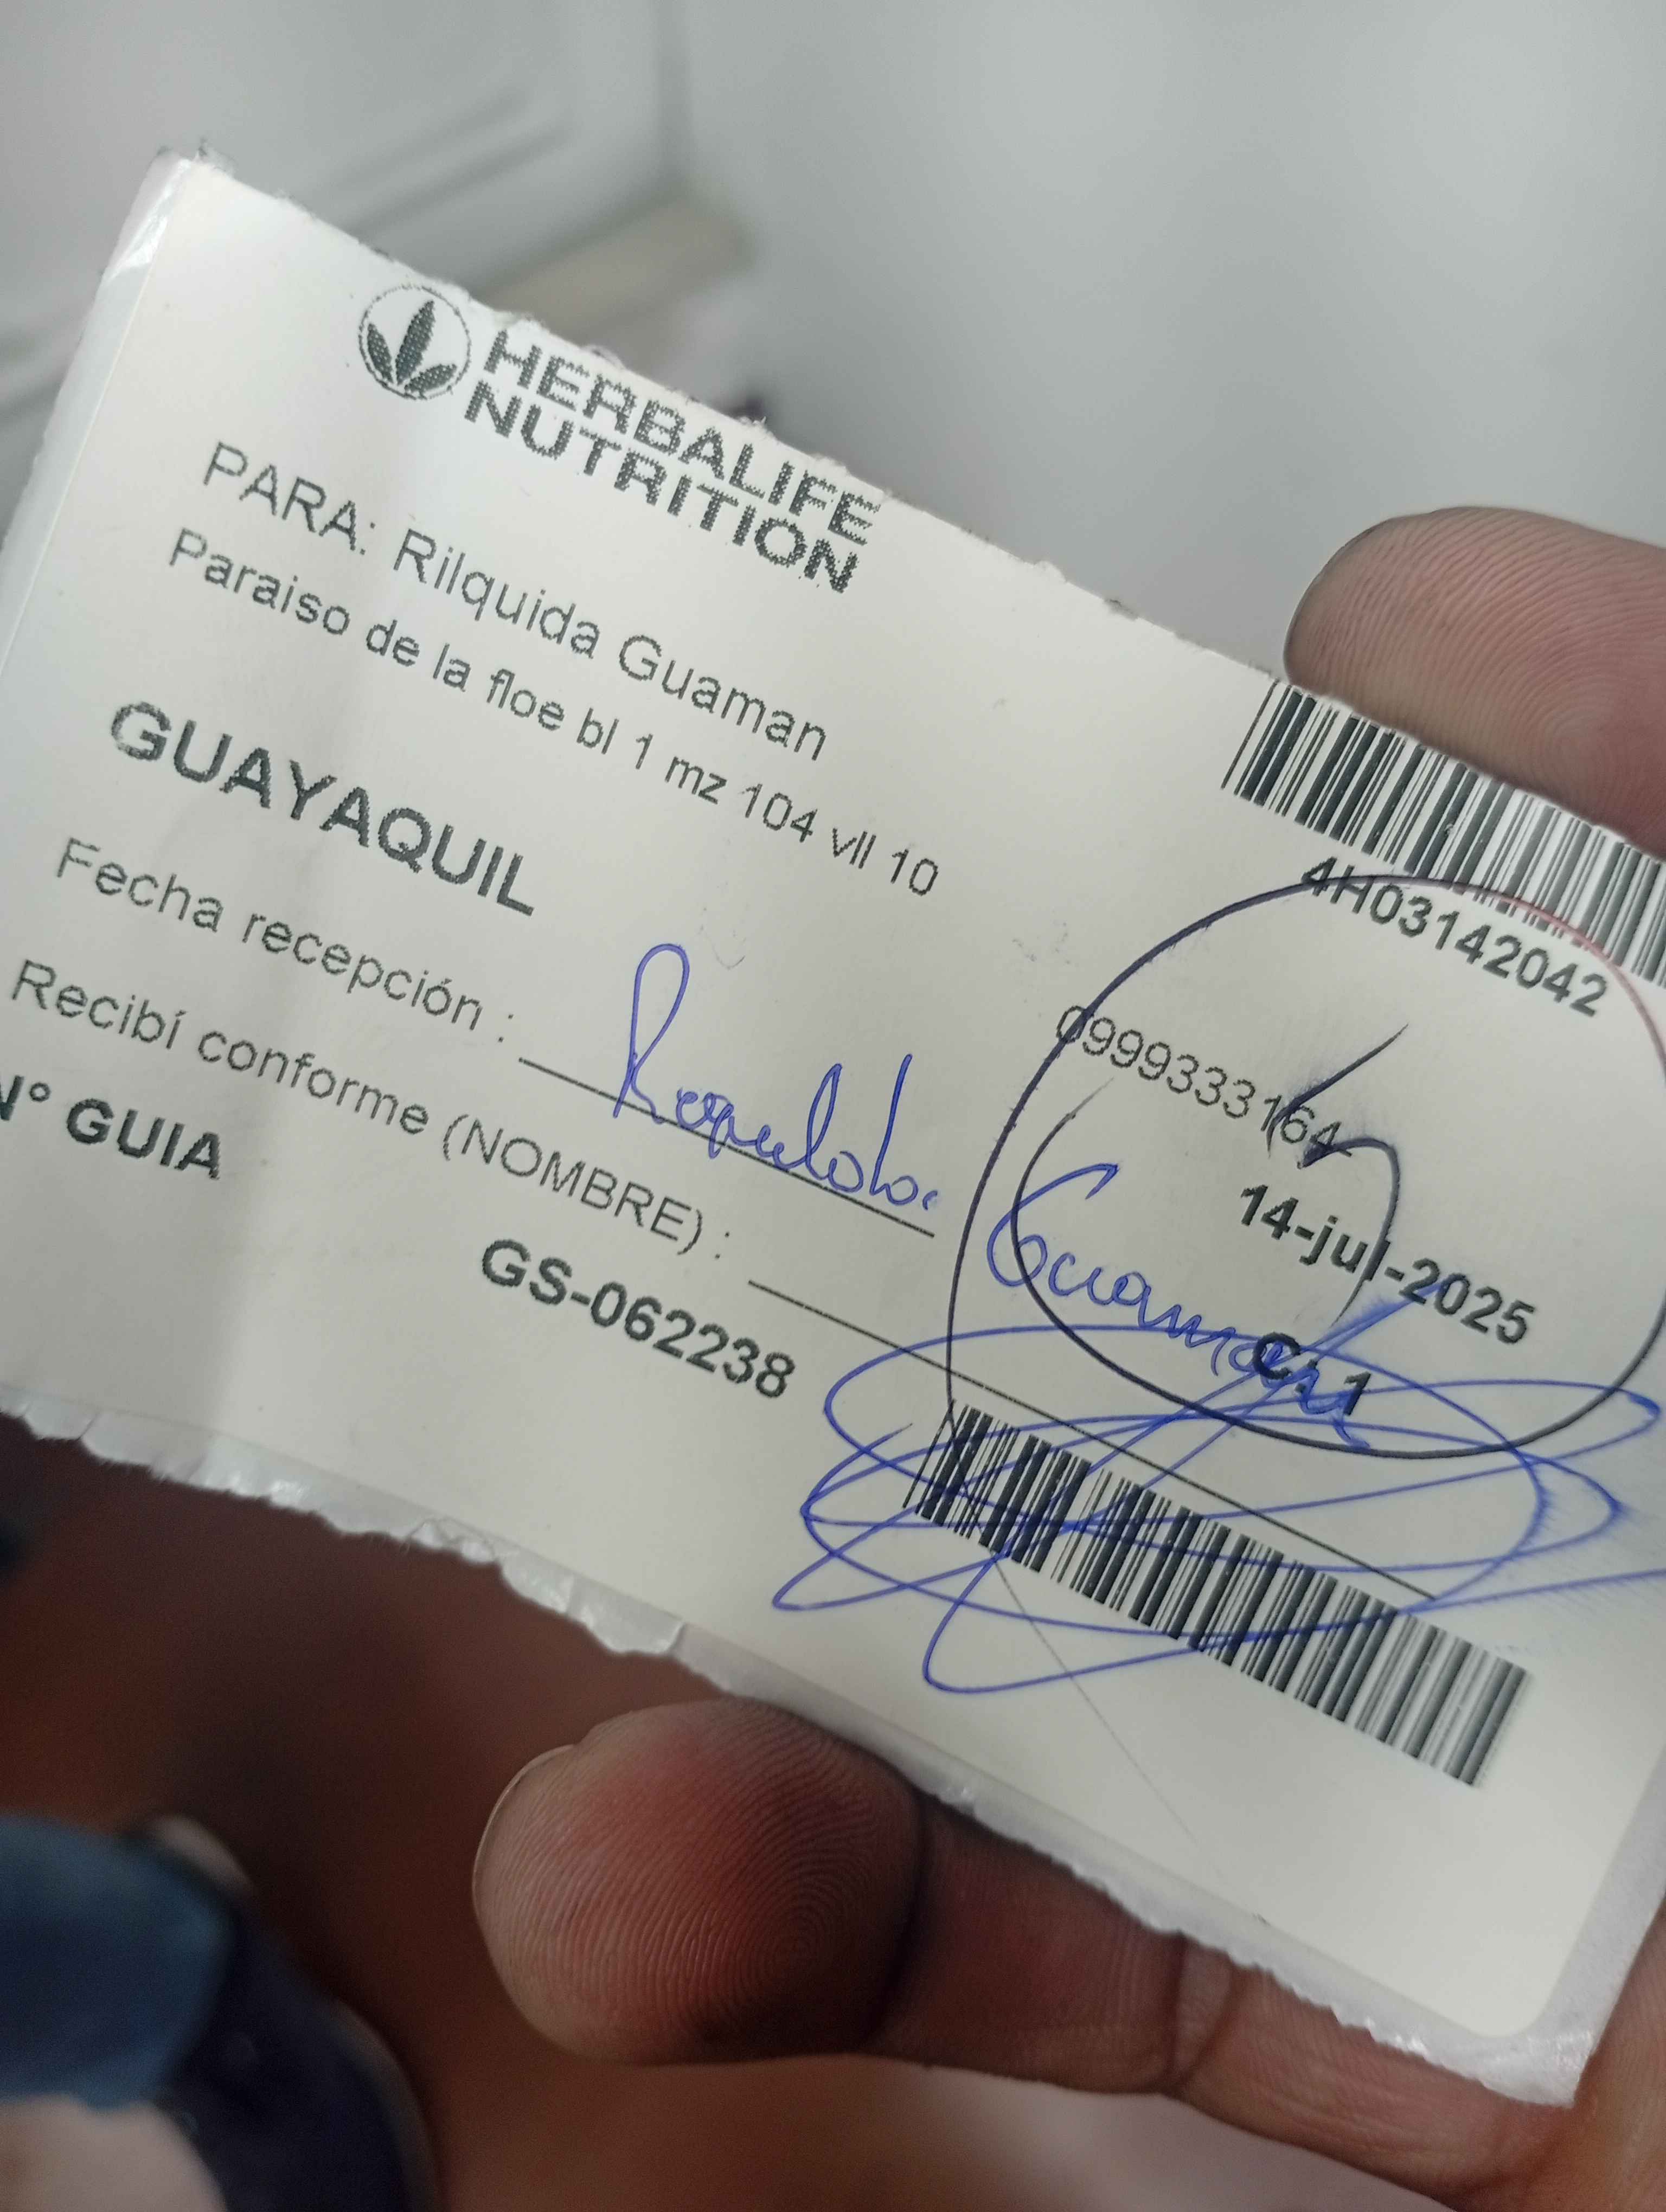 HERBALIFE
NUTRITION
PARA: Rilquida Guaman
Paraiso de la floe bl 1 mz 104 vll 10
GUAYAQUIL
4H03142042
0999333164
14-jul-2025
C. 1
Fecha recepción :
Recibí conforme (NOMBRE) :
Guaman
N° GUIA
GS-062238